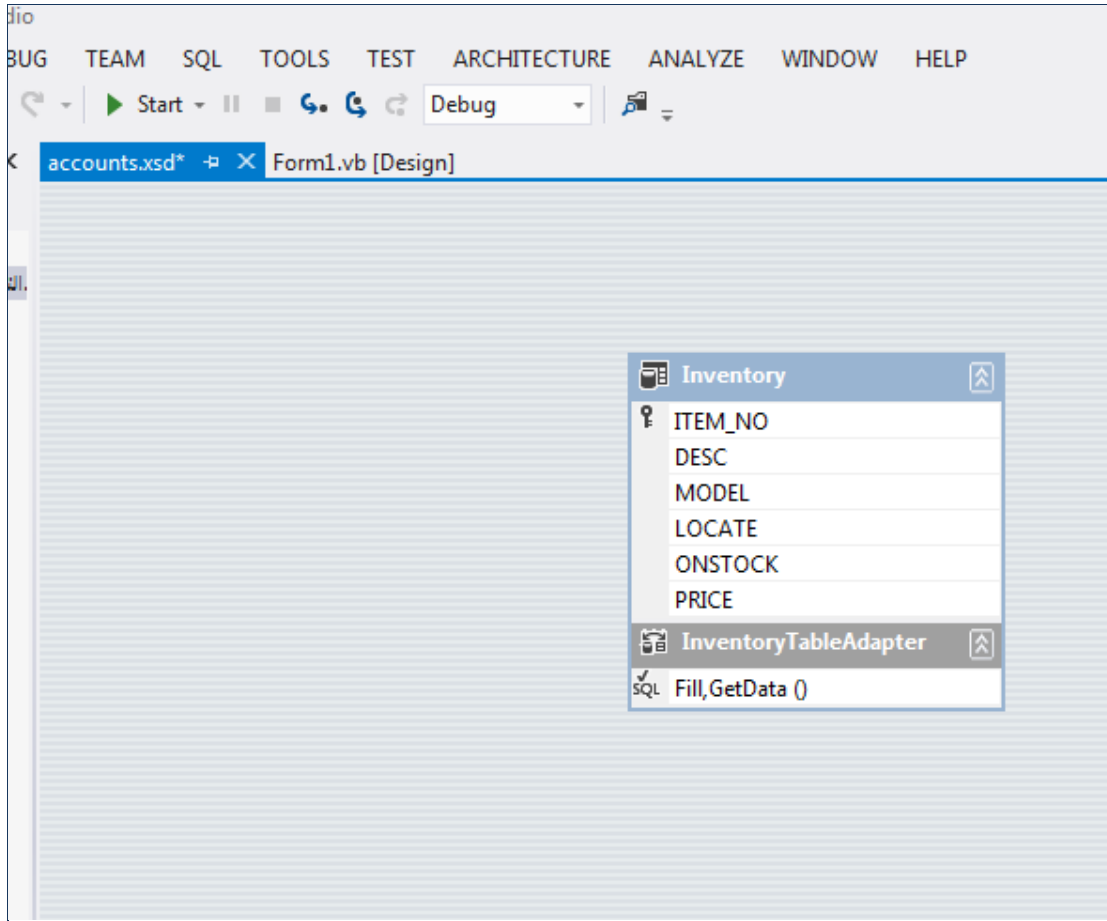 dio
BUG TEAM SQL TOOLS TEST ARCHITECTURE ANALYZE WINDOW HELP
Start Debug
accounts.xsd* Form1.vb [Design]
Inventory
ITEM_NO
DESC
MODEL
LOCATE
ONSTOCK
PRICE
InventoryTableAdapter
SQL Fill,GetData ()